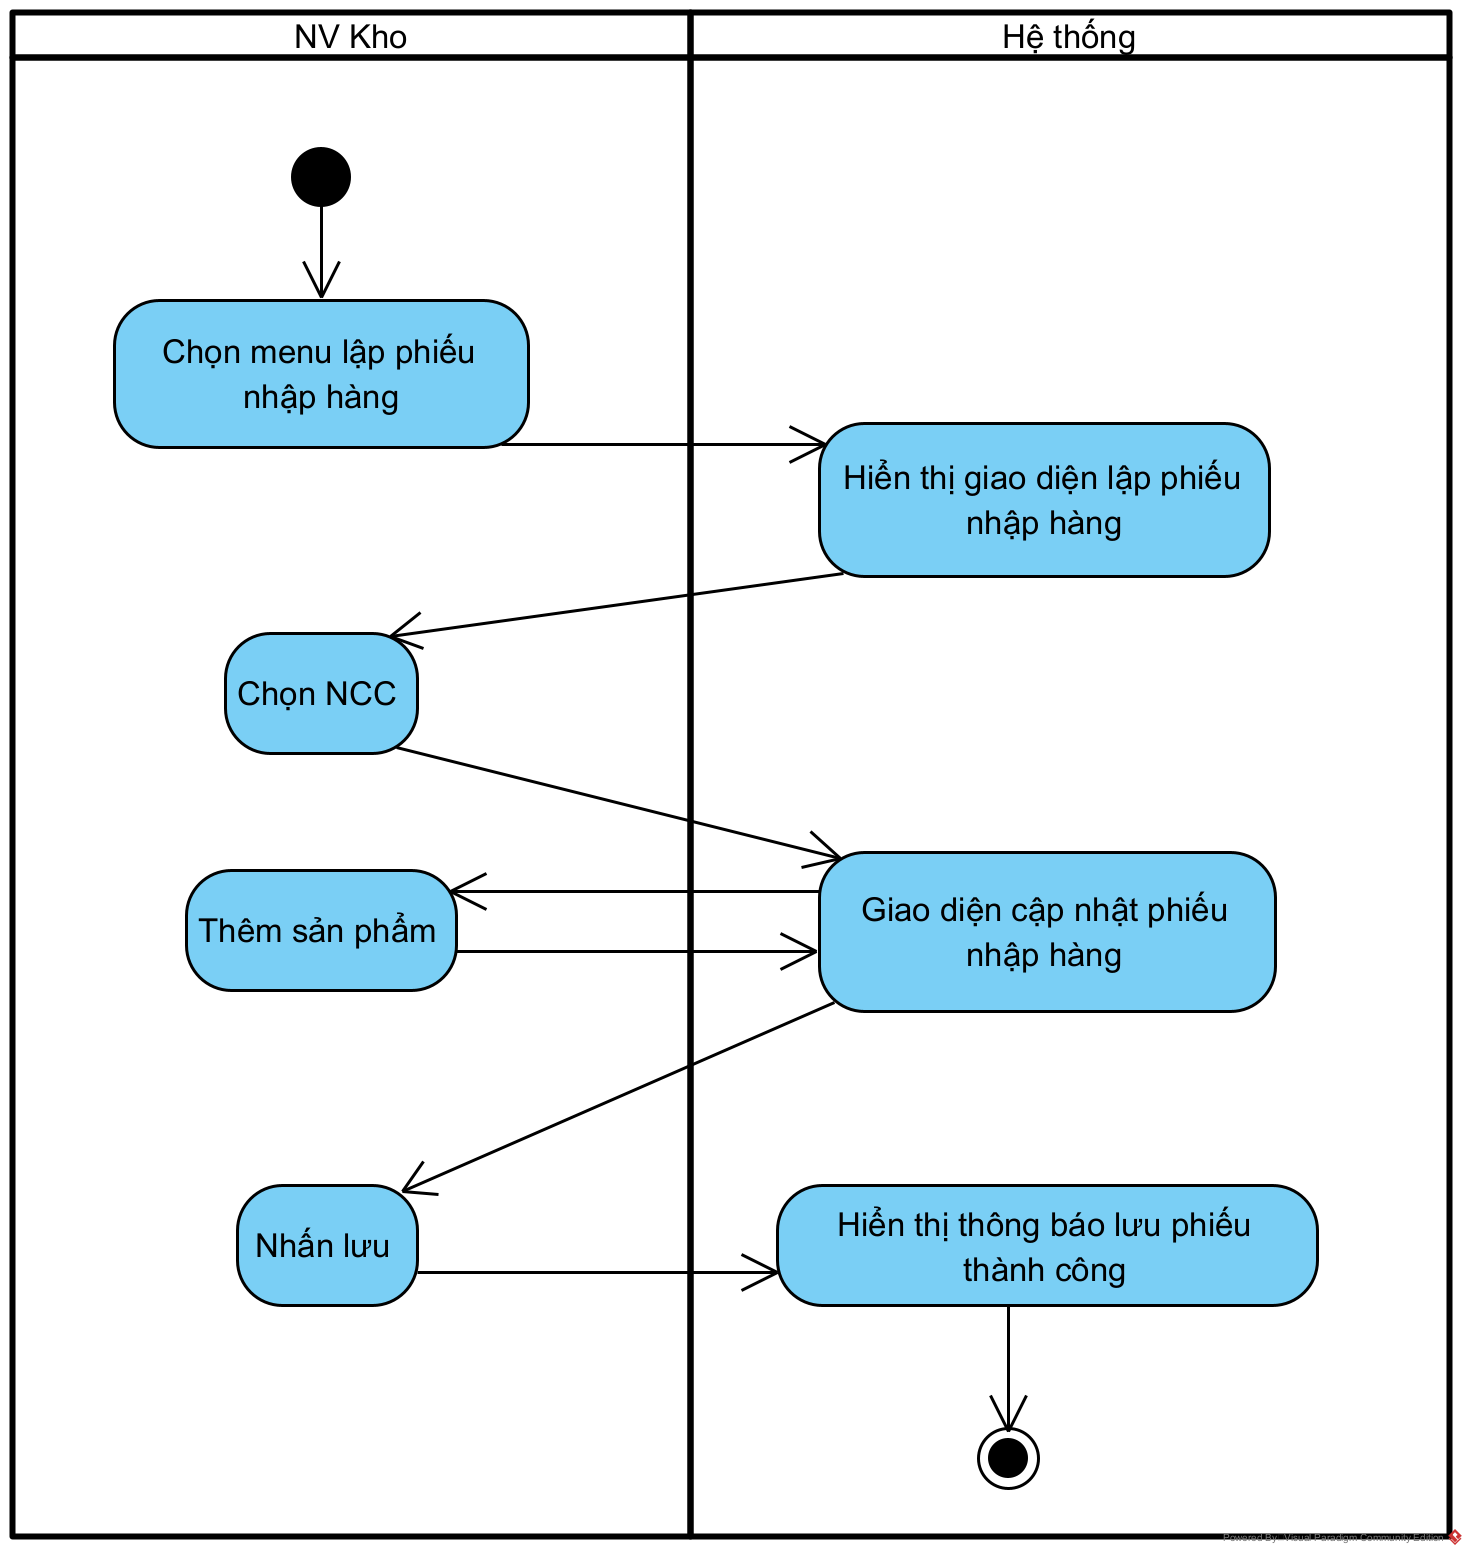 NV Kho
Hệ thống
Chọn menu lập phiếu
nhập hàng
Hiển thị giao diện lập phiếu
nhập hàng
Chọn NCC
Giao diện cập nhật phiếu
nhập hàng
Thêm sản phẩm
Nhấn lưu
Hiển thị thông báo lưu phiếu
thành công
Powered By: Visual Paradigm Community Edition